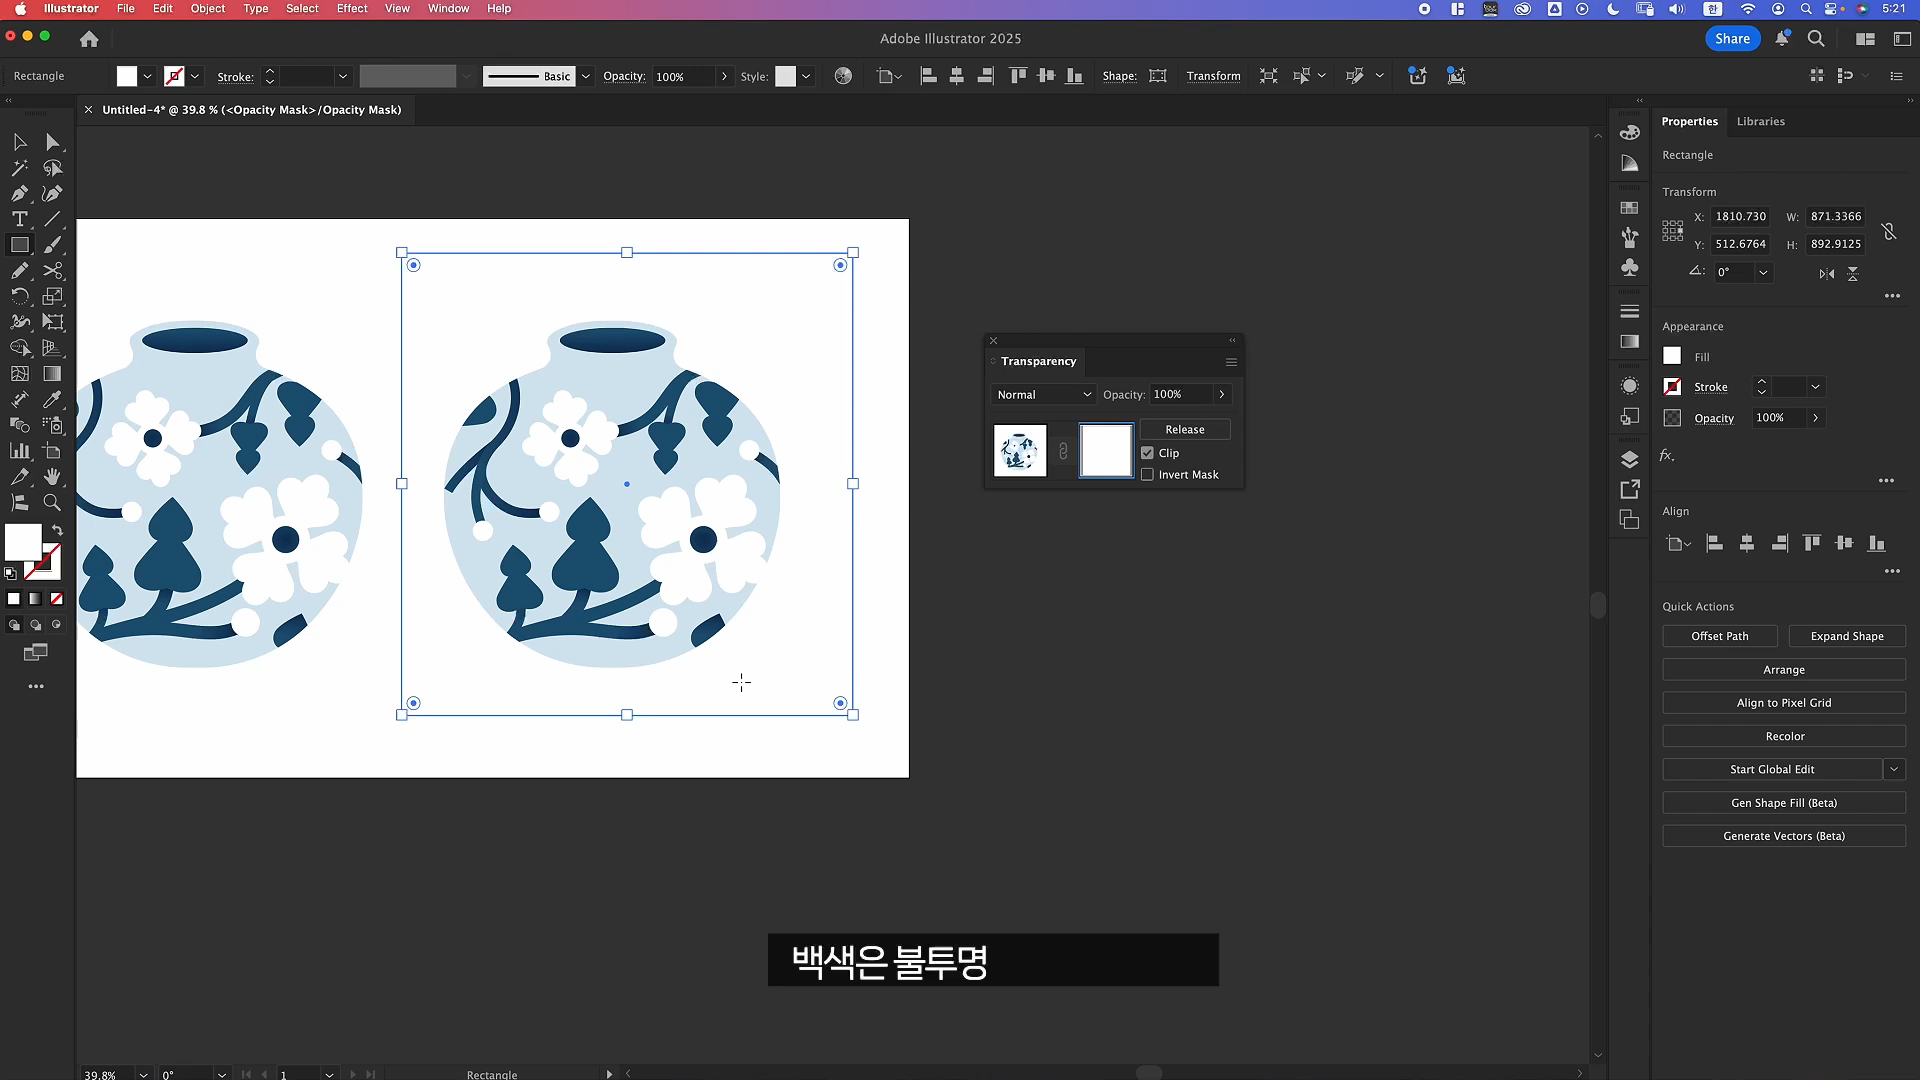 Illustrator File Edit Object Type Select Effect View Window Help
한 5:21
Adobe Illustrator 2025
Share
Rectangle
Stroke:
Basic
Opacity: 100%
Style:
Shape:
Transform
Untitled-4* @ 39.8 % (<Opacity Mask>/Opacity Mask)
Properties Libraries
Rectangle
Transform
X: 1810.730 W: 871.3366
Y: 512.6764 H: 892.9125
0°
Appearance
Fill
Stroke
Opacity 100%
fx.
Align
Quick Actions
Offset Path Expand Shape
Arrange
Align to Pixel Grid
Recolor
Start Global Edit
Gen Shape Fill (Beta)
Generate Vectors (Beta)
Transparency
Normal Opacity: 100%
Release
Clip
Invert Mask
백색은 불투명
39.8% 0° 1 Rectangle